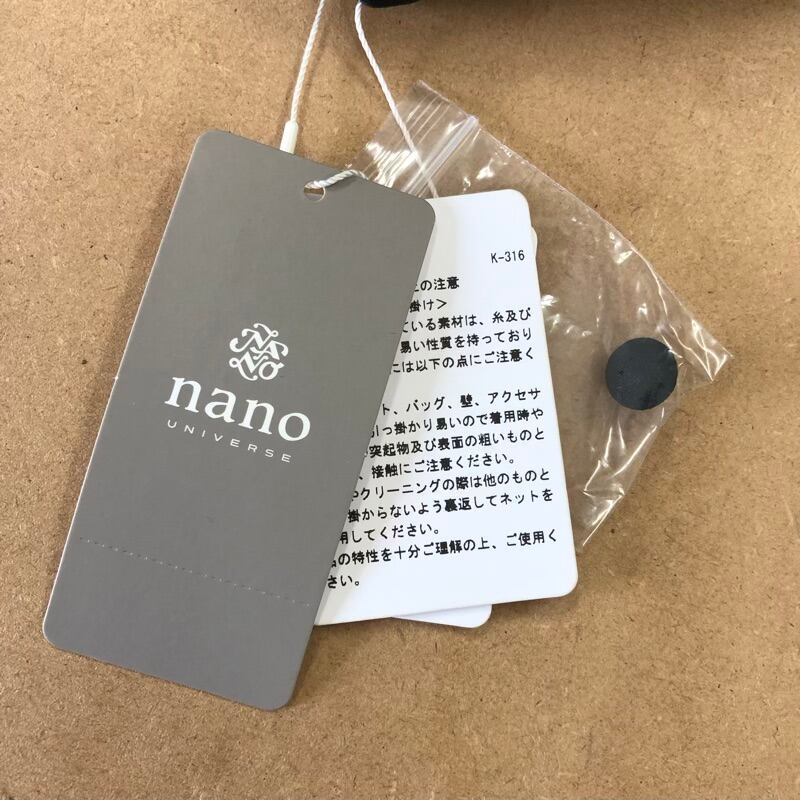 nano
UNIVERSE
K-316
の注意
掛け＞
ている素材は、糸及び
易い性質を持っており
には以下の点にご注意く
ト、バッグ、壁、アクセサ
引っ掛かり易いので着用時や
突起物及び表面の粗いものと
、接触にご注意ください。
やクリーニングの際は他のものと
掛からないよう裏返してネットを
用してください。
の特性を十分ご理解の上、ご使用く
さい。